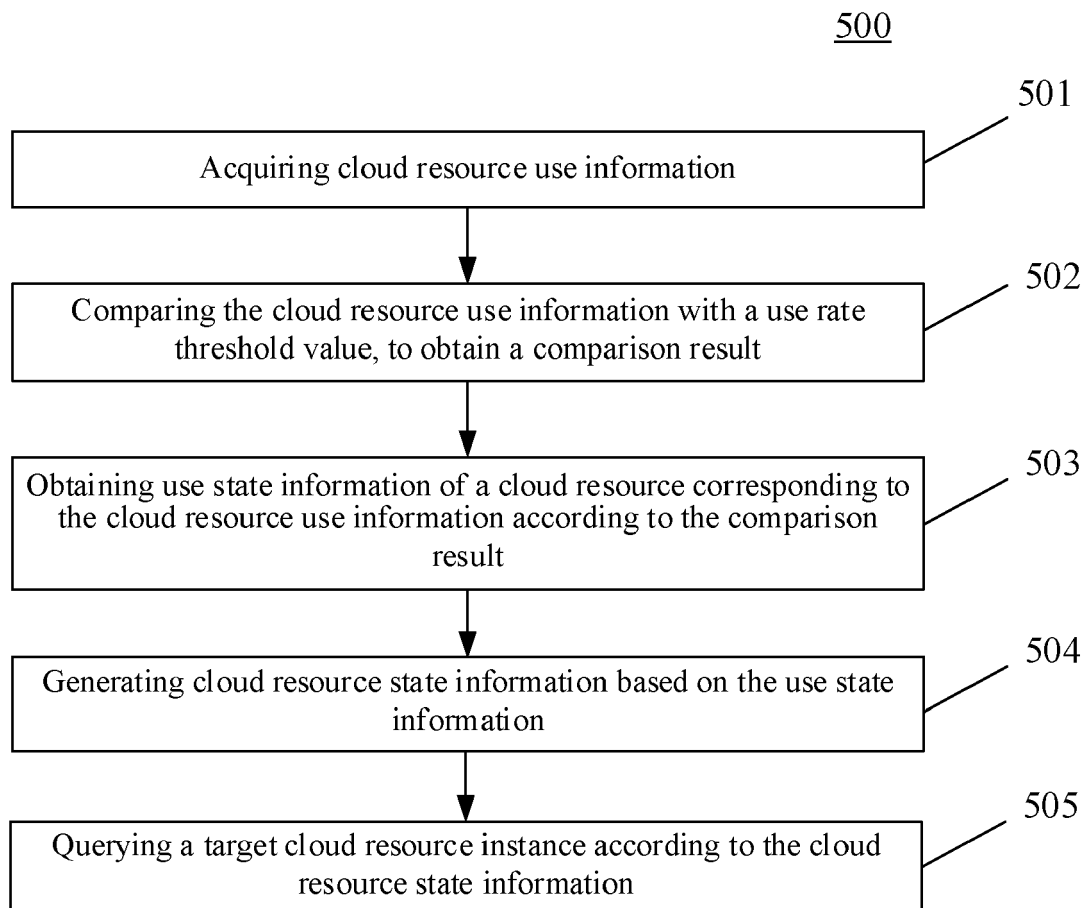 500
501
Acquiring cloud resource use information
502
Comparing the cloud resource use information with a use rate
threshold value, to obtain a comparison result
503
Obtaining use state information of a cloud resource corresponding to
the cloud resource use information according to the comparison
result
504
Generating cloud resource state information based on the use state
information
505
Querying a target cloud resource instance according to the cloud
resource state information